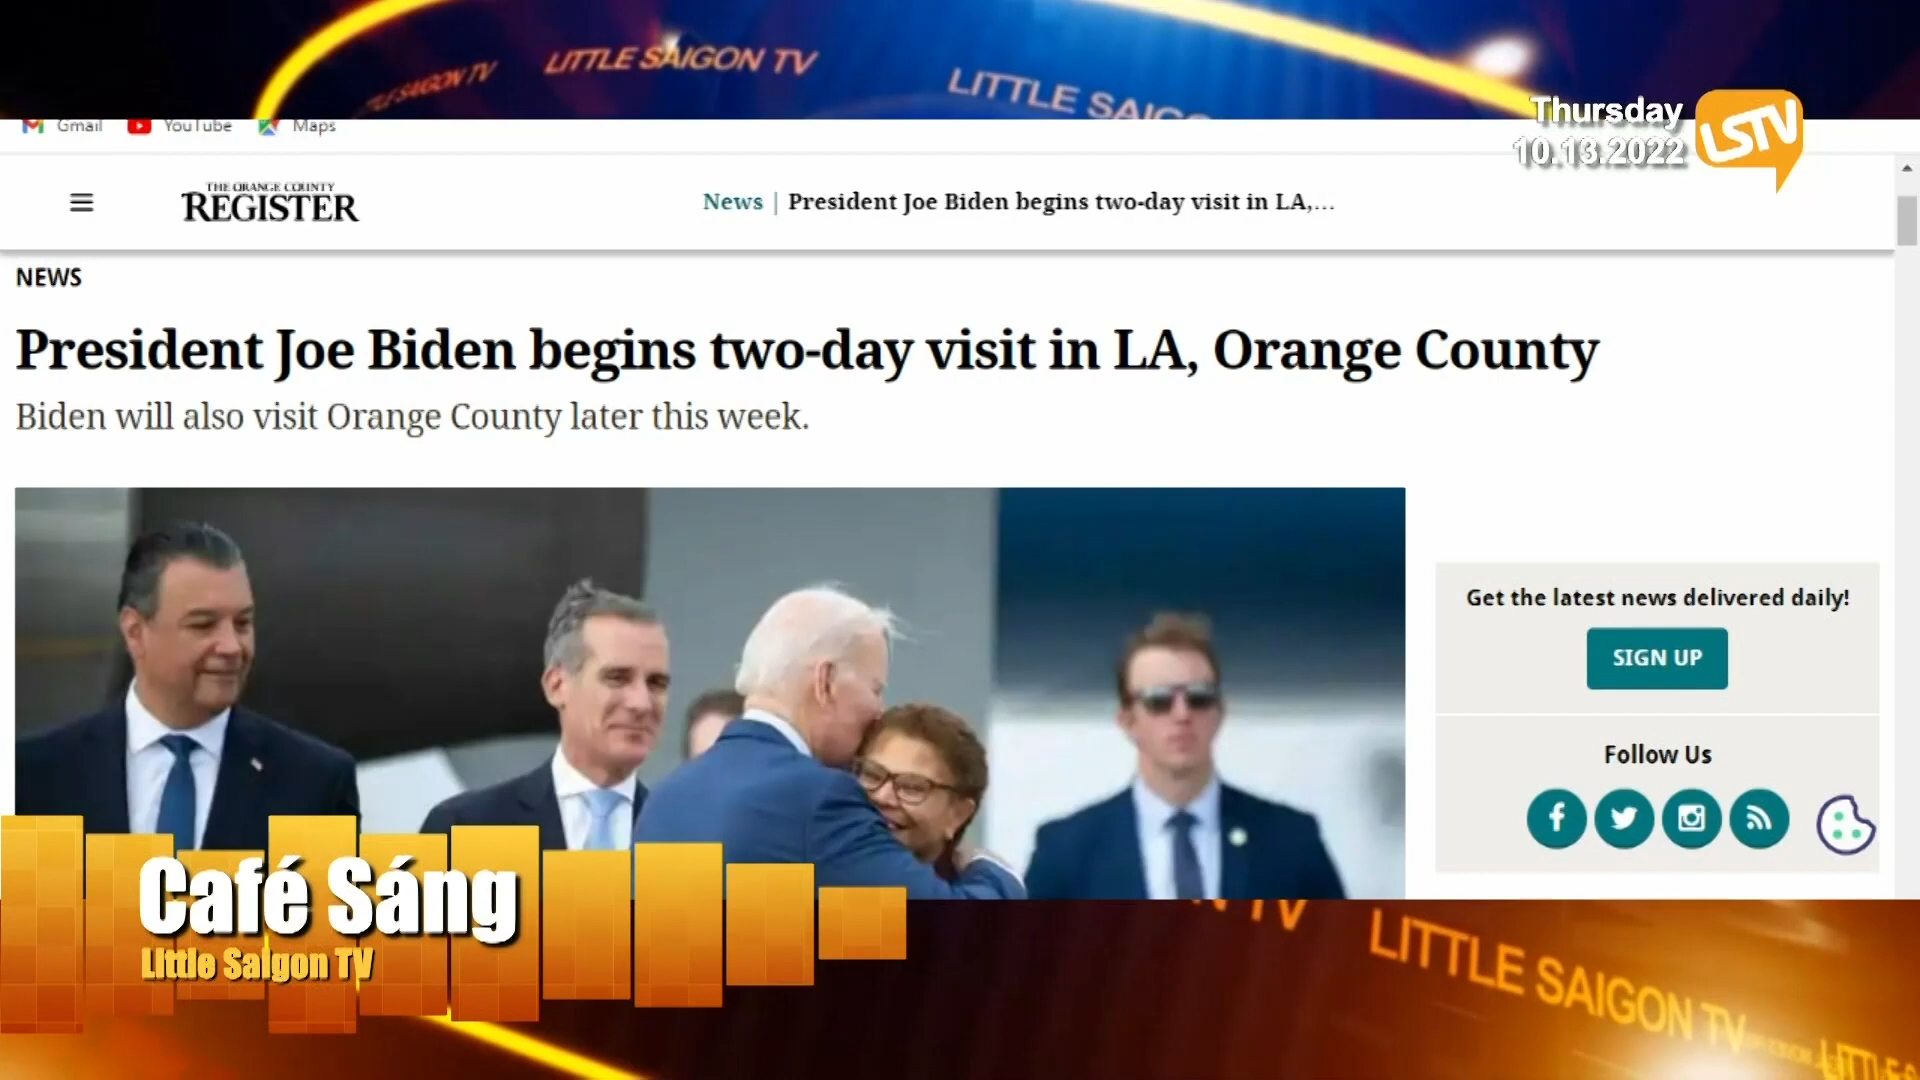 LITTLE SAIGON TV
LITTLE SAIGON TV
Thursday
10.13.2022
LSTV
Gmail
YouTube
Maps
THE ORANGE COUNTY
REGISTER
News | President Joe Biden begins two-day visit in LA,...
NEWS
President Joe Biden begins two-day visit in LA, Orange County
Biden will also visit Orange County later this week.
Get the latest news delivered daily!
SIGN UP
Follow Us
Café Sáng
Little Saigon TV
TV
LITTLE SAIGON TV